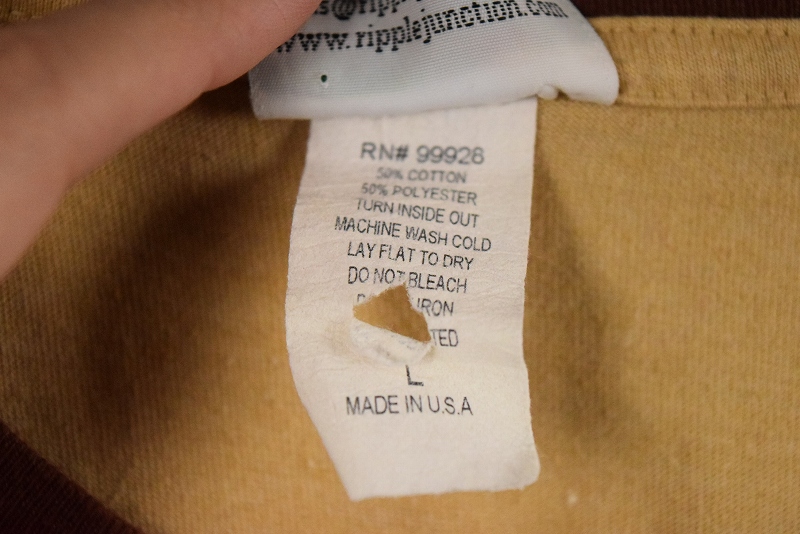 www.ripplejunction.com
RN# 99926
50% COTTON
50% POLYESTER
TURN INSIDE OUT
MACHINE WASH COLD
LAY FLAT TO DRY
DO NOT BLEACH
IRON
TED
L
MADE IN U.S.A